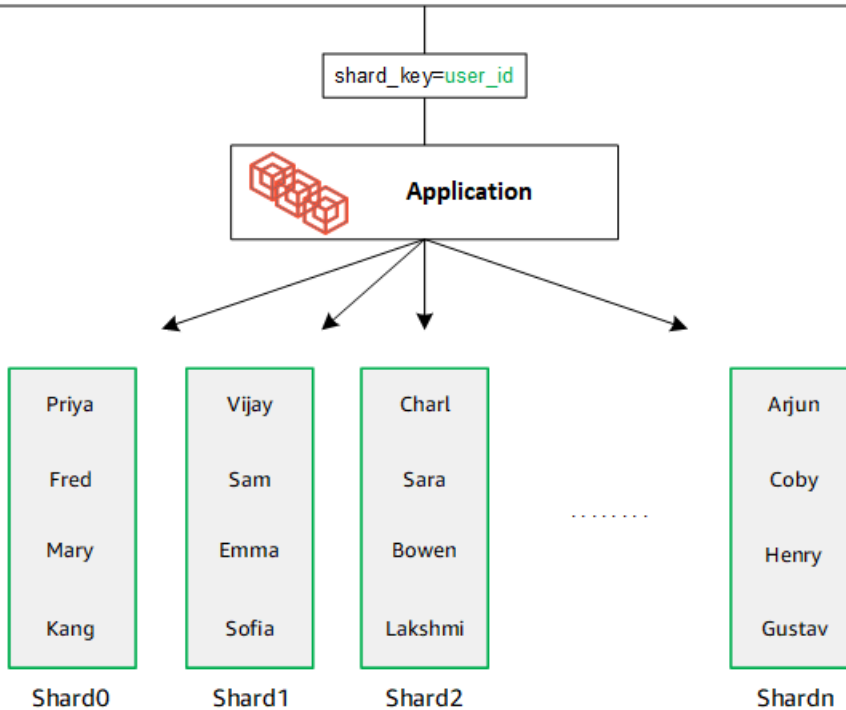 shard_key=user_id
Application
Priya
Fred
Mary
Kang
Shard0
Vijay
Sam
Emma
Sofia
Shard1
Charl
Sara
Bowen
Lakshmi
Shard2
........
Arjun
Coby
Henry
Gustav
Shardn